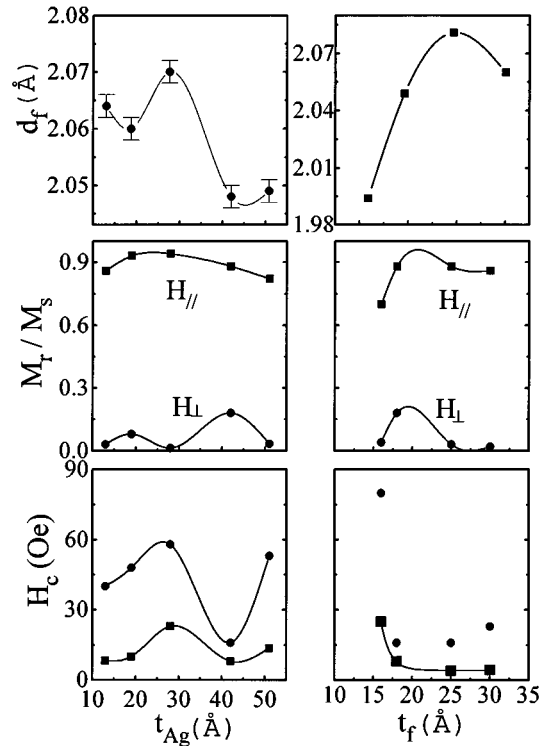 d_f (Å)
2.07
2.06
2.05
2.07
2.04
2.01
1.98
M_r / M_s
0.9
0.6
0.3
0.0
H_//
H_⊥
H_//
H_⊥
H_c (Oe)
90
60
30
0
10 20 30 40 50
t_Ag (Å)
10 15 20 25 30 35
t_f (Å)